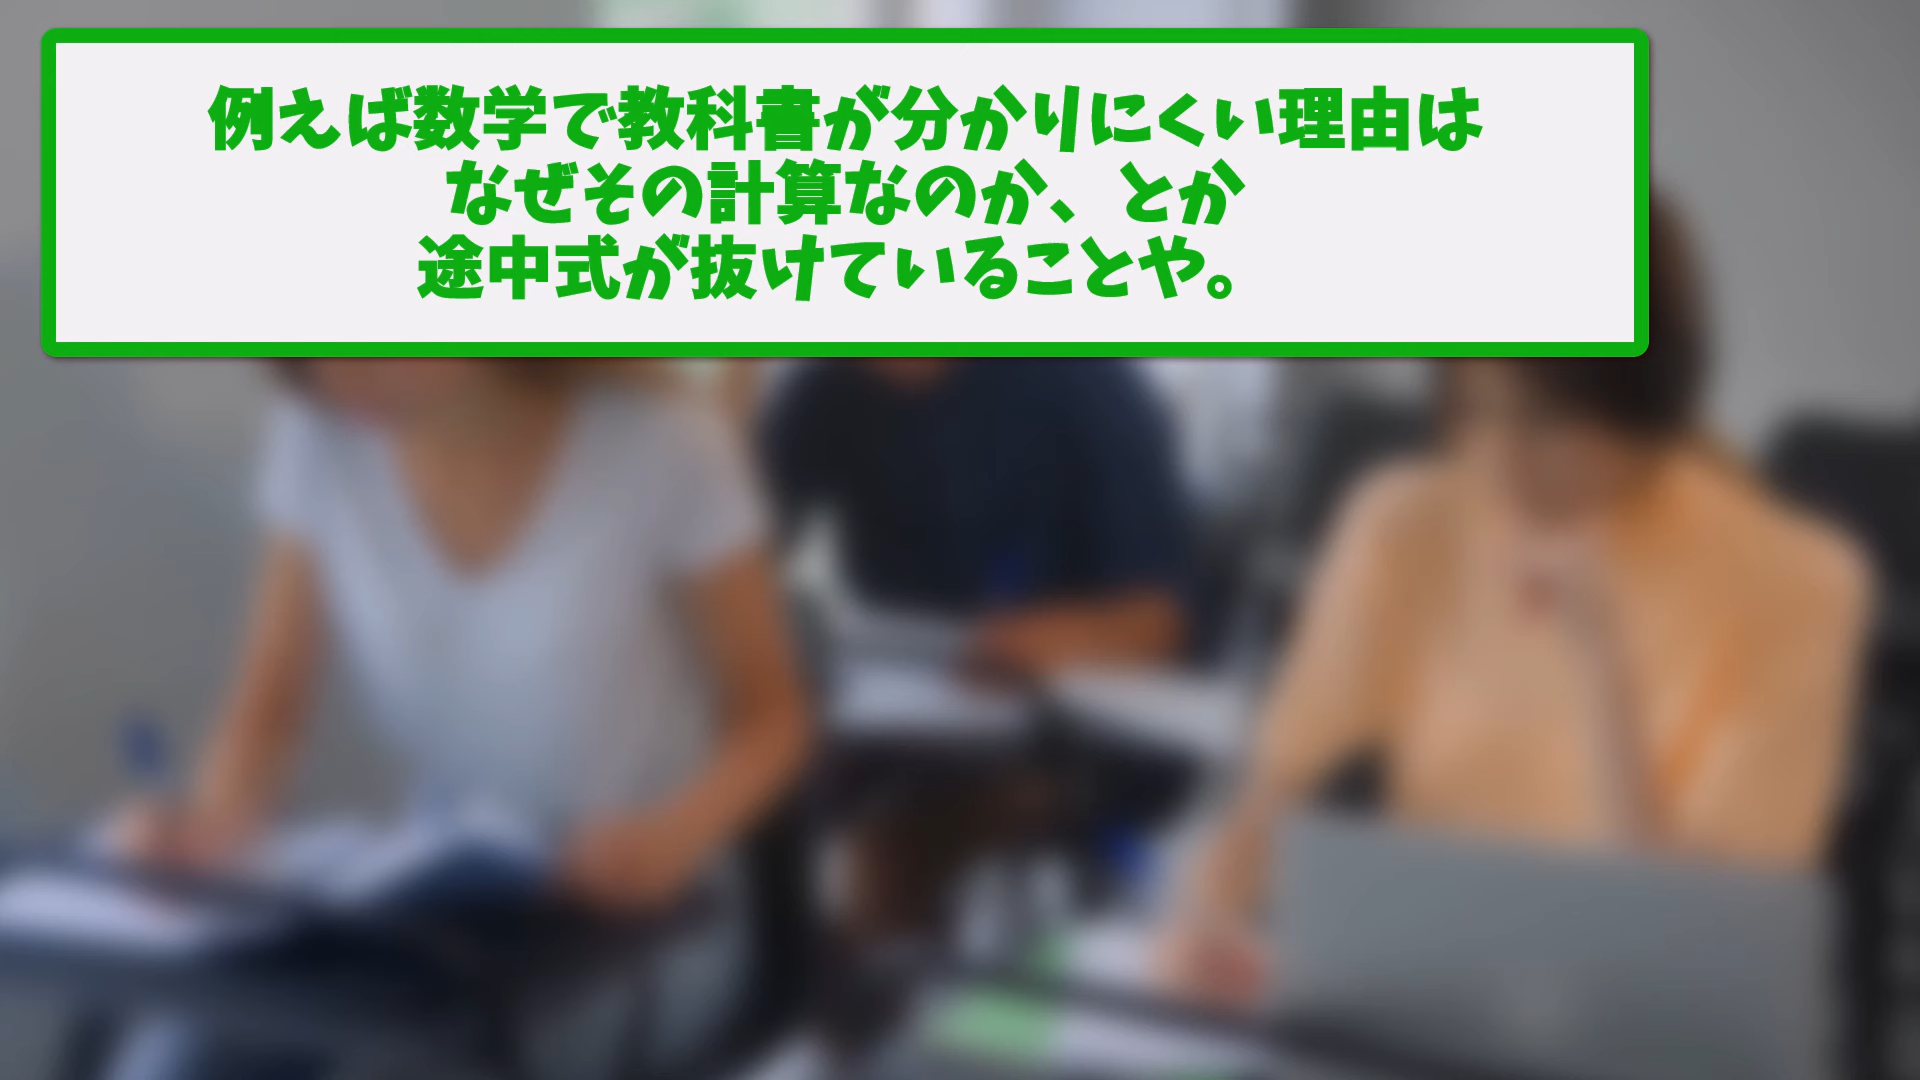 例えば数学で教科書が分かりにくい理由は
なぜその計算なのか、とか
途中式が抜けていることや。